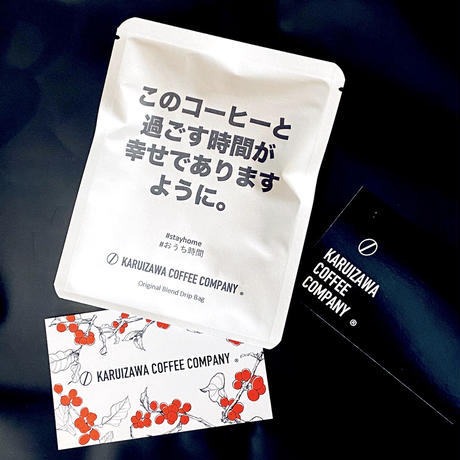 このコーヒーと
過ごす時間が
幸せであります
ように。
#stayhome
#おうち時間
KARUIZAWA COFFEE COMPANY ®
Original Blend Drip Bag
KARUIZAWA
COFFEE
COMPANY ®
KARUIZAWA COFFEE COMPANY ®